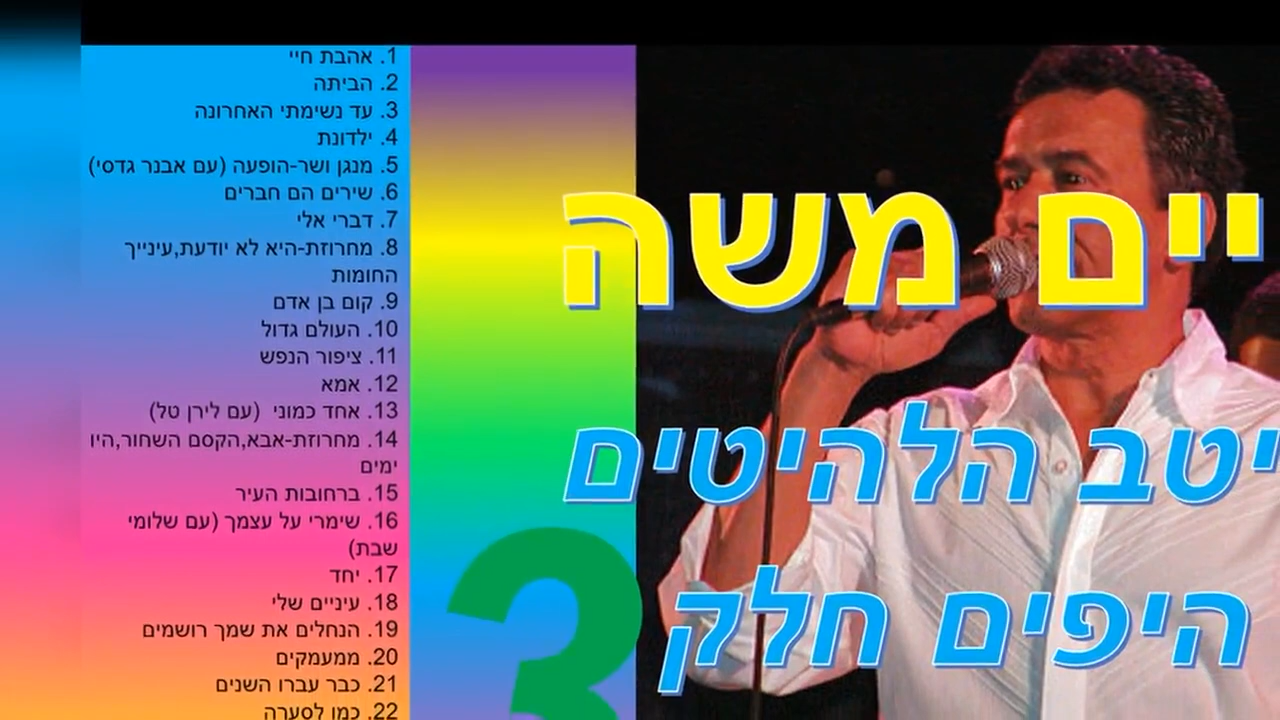 1. אהבת חיי
2. הביתה
3. עד נשימתי האחרונה
4. ילדונת
5. מנגן ושר-הופעה (עם אבנר גדסי)
6. שירים הם חברים
7. דברי אלי
8. מחרוזת-היא לא יודעת,עינייך
החומות
9. קום בן אדם
10. העולם גדול
11. ציפור הנפש
12. אמא
13. אחד כמוני (עם לירן טל)
14. מחרוזת-אבא,הקסם השחור,היו
ימים
15. ברחובות העיר
16. שימרי על עצמך (עם שלומי
שבת)
17. יחד
18. עיניים שלי
19. הנחלים את שמך רושמים
20. ממעמקים
21. כבר עברו השנים
22. כמו לסערה
יים משה
יטב הלהיטים
היפים חלק
3